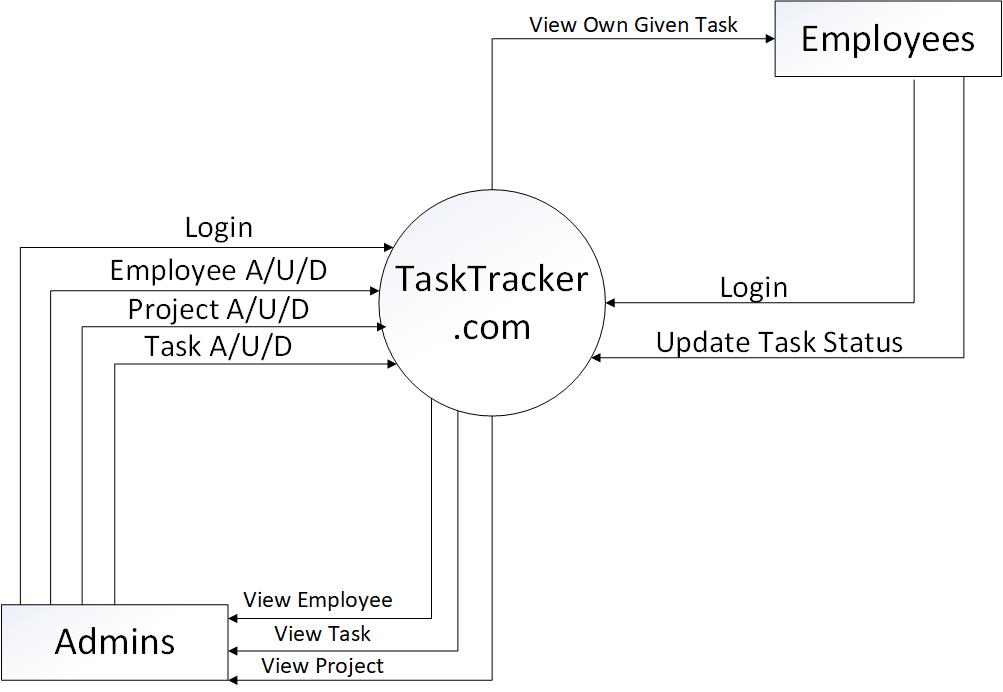 View Own Given Task
Employees
Login
Employee A/U/D
Project A/U/D
Task A/U/D
TaskTracker
.com
Login
Update Task Status
View Employee
View Task
View Project
Admins